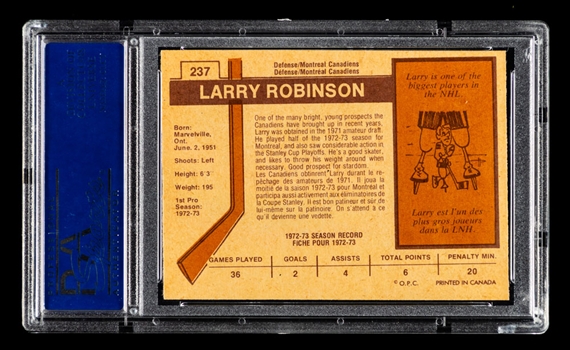 PSA
237
Defense/Montreal Canadiens
Défense/Montréal Canadiens
LARRY ROBINSON
Born:
Marvelville,
Ont.
June 2, 1951
Shoots: Left
Height: 6 3
Weight: 195
1st Pro
Season:
1972-73
One of the many bright, young prospects the
Canadiens have brought up in recent years,
Larry was obtained in the 1971 amateur draft.
He played half of the 1972-73 season for
Montreal, and also saw considerable action in
the Stanley Cup Playoffs. He's a good skater,
and likes to throw his weight around when
necessary. Good prospect for stardom.
Les Canadiens obtinrent Larry durant le re-
pêchage des amateurs de 1971. Il joua la
moitié de la saison 1972-73 pour Montréal et
participa aussi activement aux éliminatoires de
la Coupe Stanley. Il est bon patineur et sûr de
lui-même sur la patinoire. On s'attend à ce
qu'il devienne une vedette.
1972-73 SEASON RECORD
FICHE POUR 1972-73
GAMES PLAYED GOALS ASSISTS TOTAL POINTS PENALTY MIN.
36 2 4 6 20
© O.P.C. PRINTED IN CANADA
Larry is one of the
biggest players in
the NHL.
Larry est l'un des
plus gros joueurs
dans la LNH.